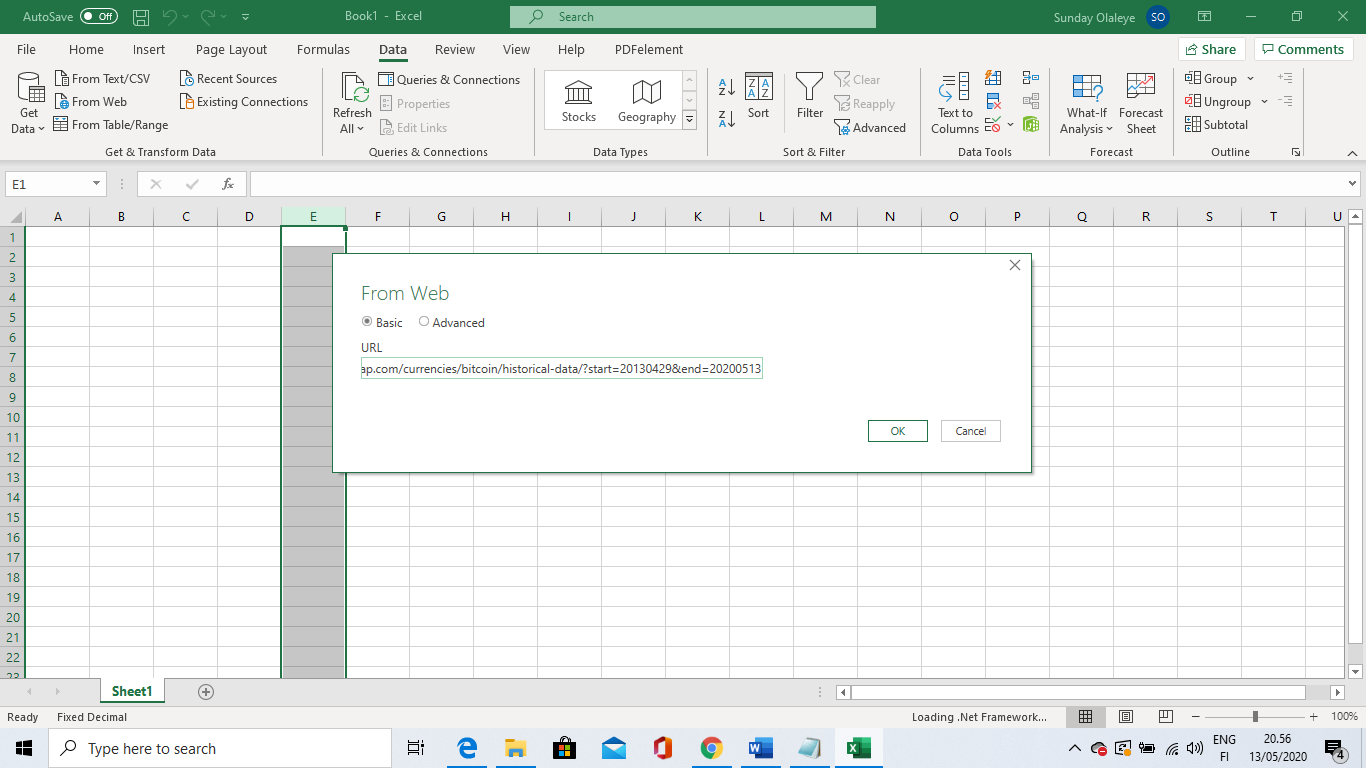 AutoSave Off Book1 - Excel Search Sunday Olaleye SO
File Home Insert Page Layout Formulas Data Review View Help PDFelement Share Comments
Get Data
From Text/CSV
From Web
From Table/Range
Recent Sources
Existing Connections
Get & Transform Data
Refresh All
Queries & Connections
Properties
Edit Links
Queries & Connections
Stocks Geography
Data Types
Sort
Filter
Clear
Reapply
Advanced
Sort & Filter
Text to Columns
Data Tools
What-If Analysis
Forecast Sheet
Forecast
Group
Ungroup
Subtotal
Outline
E1 fx
A B C D E F G H I J K L M N O P Q R S T U
1
2
3
4
5
6
7
8
9
10
11
12
13
14
15
16
17
18
19
20
21
22
23
From Web
Basic Advanced
URL
ap.com/currencies/bitcoin/historical-data/?start=20130429&end=20200513
OK Cancel
Sheet1
Ready Fixed Decimal Loading .Net Framework... 100%
Type here to search
ENG
FI
20.56
13/05/2020
4